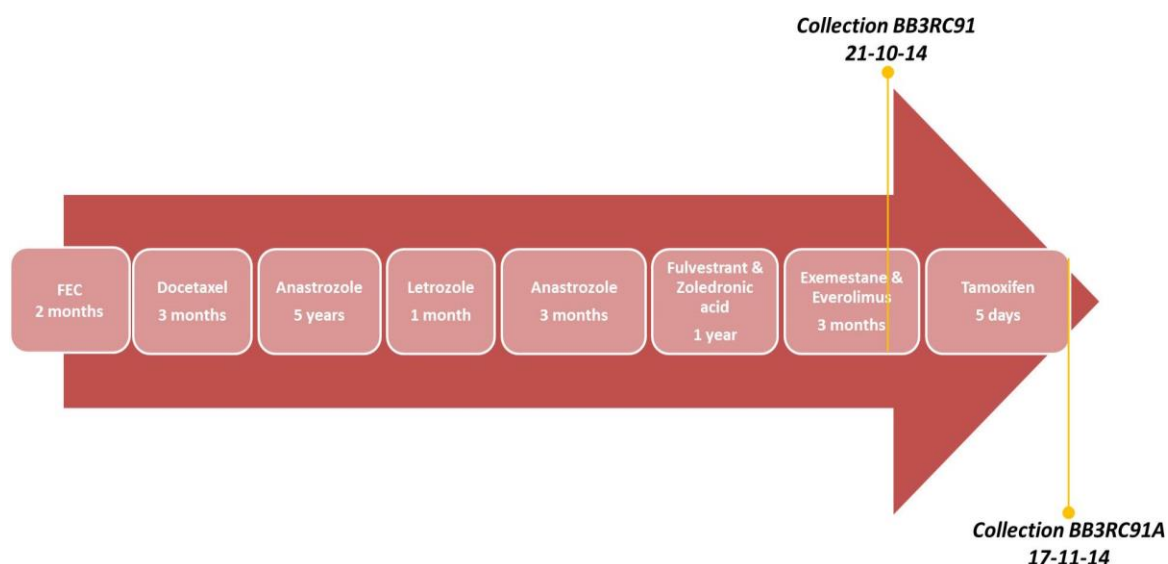 Collection BB3RC91
21-10-14
FEC
2 months
Docetaxel
3 months
Anastrozole
5 years
Letrozole
1 month
Anastrozole
3 months
Fulvestrant &
Zoledronic
acid
1 year
Exemestane &
Everolimus
3 months
Tamoxifen
5 days
Collection BB3RC91A
17-11-14